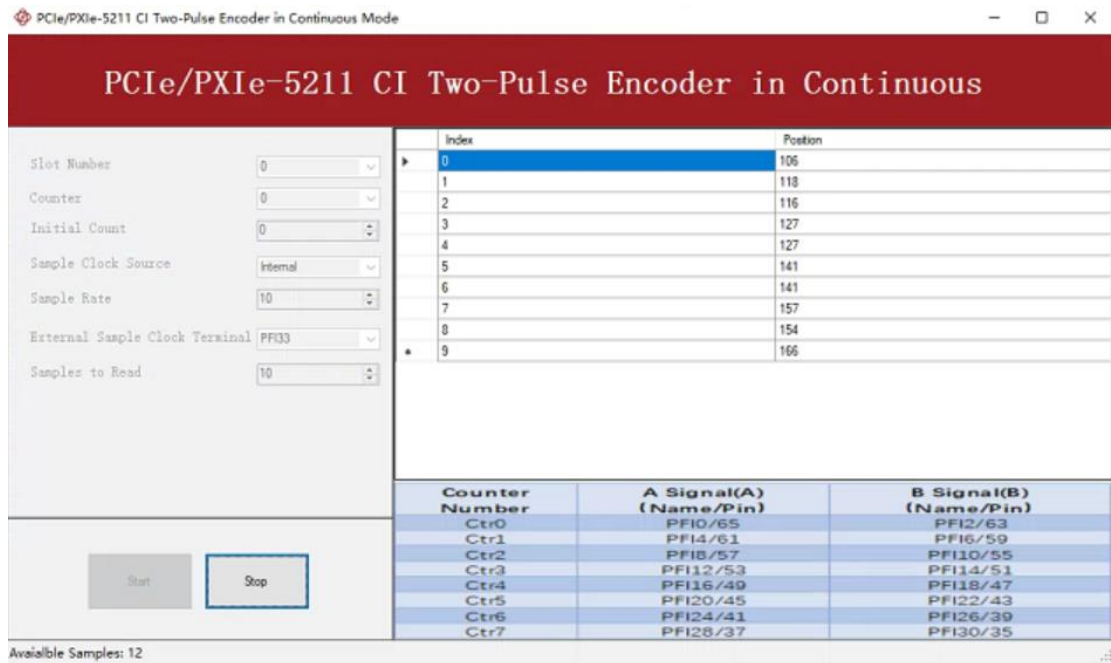 PCIe/PXIe-5211 CI Two-Pulse Encoder in Continuous Mode
PCIe/PXIe-5211 CI Two-Pulse Encoder in Continuous
Slot Number 0
Counter 0
Initial Count 0
Sample Clock Source Internal
Sample Rate 10
External Sample Clock Terminal PFI33
Samples to Read 10
Start Stop
Index Position
0 106
1 118
2 116
3 127
4 127
5 141
6 141
7 157
8 154
9 166
Counter Number A Signal(A) (Name/Pin) B Signal(B) (Name/Pin)
Ctr0 PFI0/65 PFI2/63
Ctr1 PFI4/61 PFI6/59
Ctr2 PFI8/57 PFI10/55
Ctr3 PFI12/53 PFI14/51
Ctr4 PFI16/49 PFI18/47
Ctr5 PFI20/45 PFI22/43
Ctr6 PFI24/41 PFI26/39
Ctr7 PFI28/37 PFI30/35
Avaialble Samples: 12